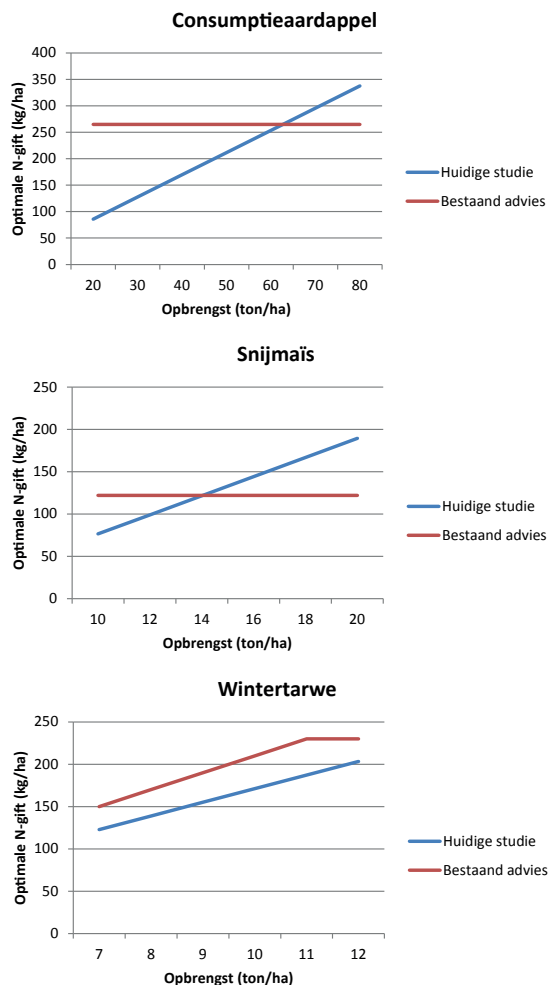 Consumptieaardappel
Optimale N-gift (kg/ha)
400
350
300
250
200
150
100
50
0
20 30 40 50 60 70 80
Opbrengst (ton/ha)
Huidige studie
Bestaand advies
Snijmaïs
Optimale N-gift (kg/ha)
250
200
150
100
50
0
10 12 14 16 18 20
Opbrengst (ton/ha)
Huidige studie
Bestaand advies
Wintertarwe
Optimale N-gift (kg/ha)
250
200
150
100
50
0
7 8 9 10 11 12
Opbrengst (ton/ha)
Huidige studie
Bestaand advies